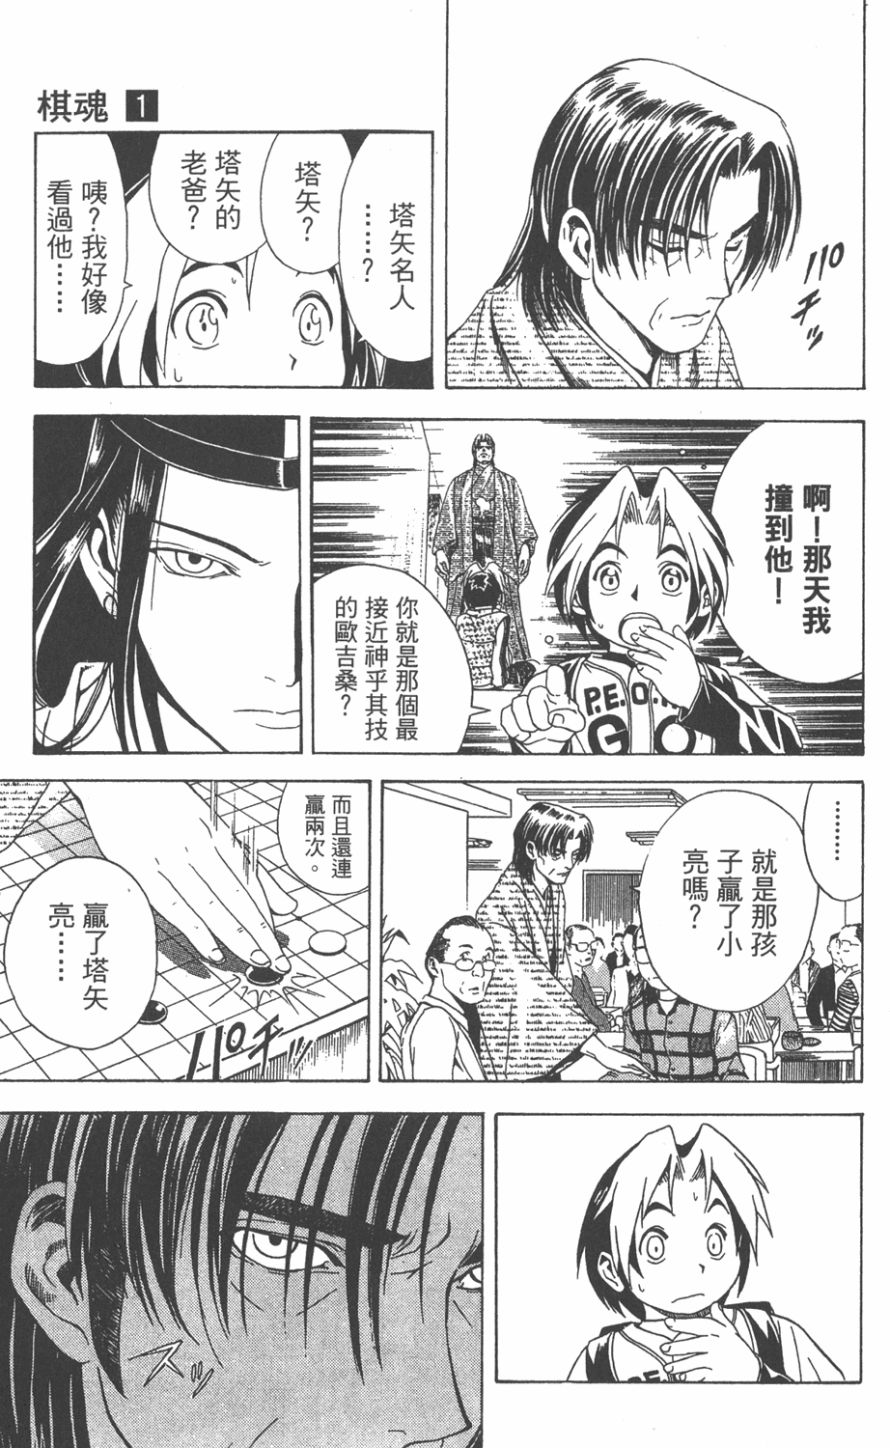 棋魂 1
パチッ
塔矢名人
……？
塔矢？
塔矢的
老爸？
咦？我好像
看過他……
啊！那天我
撞到他！
P.E.O.
GO
你就是那個最
接近神乎其技
的歐吉桑？
………
就是那孩
子贏了小
亮嗎？
而且還連
贏兩次。
贏了塔矢
亮……
パチッ
P.E.
スッ